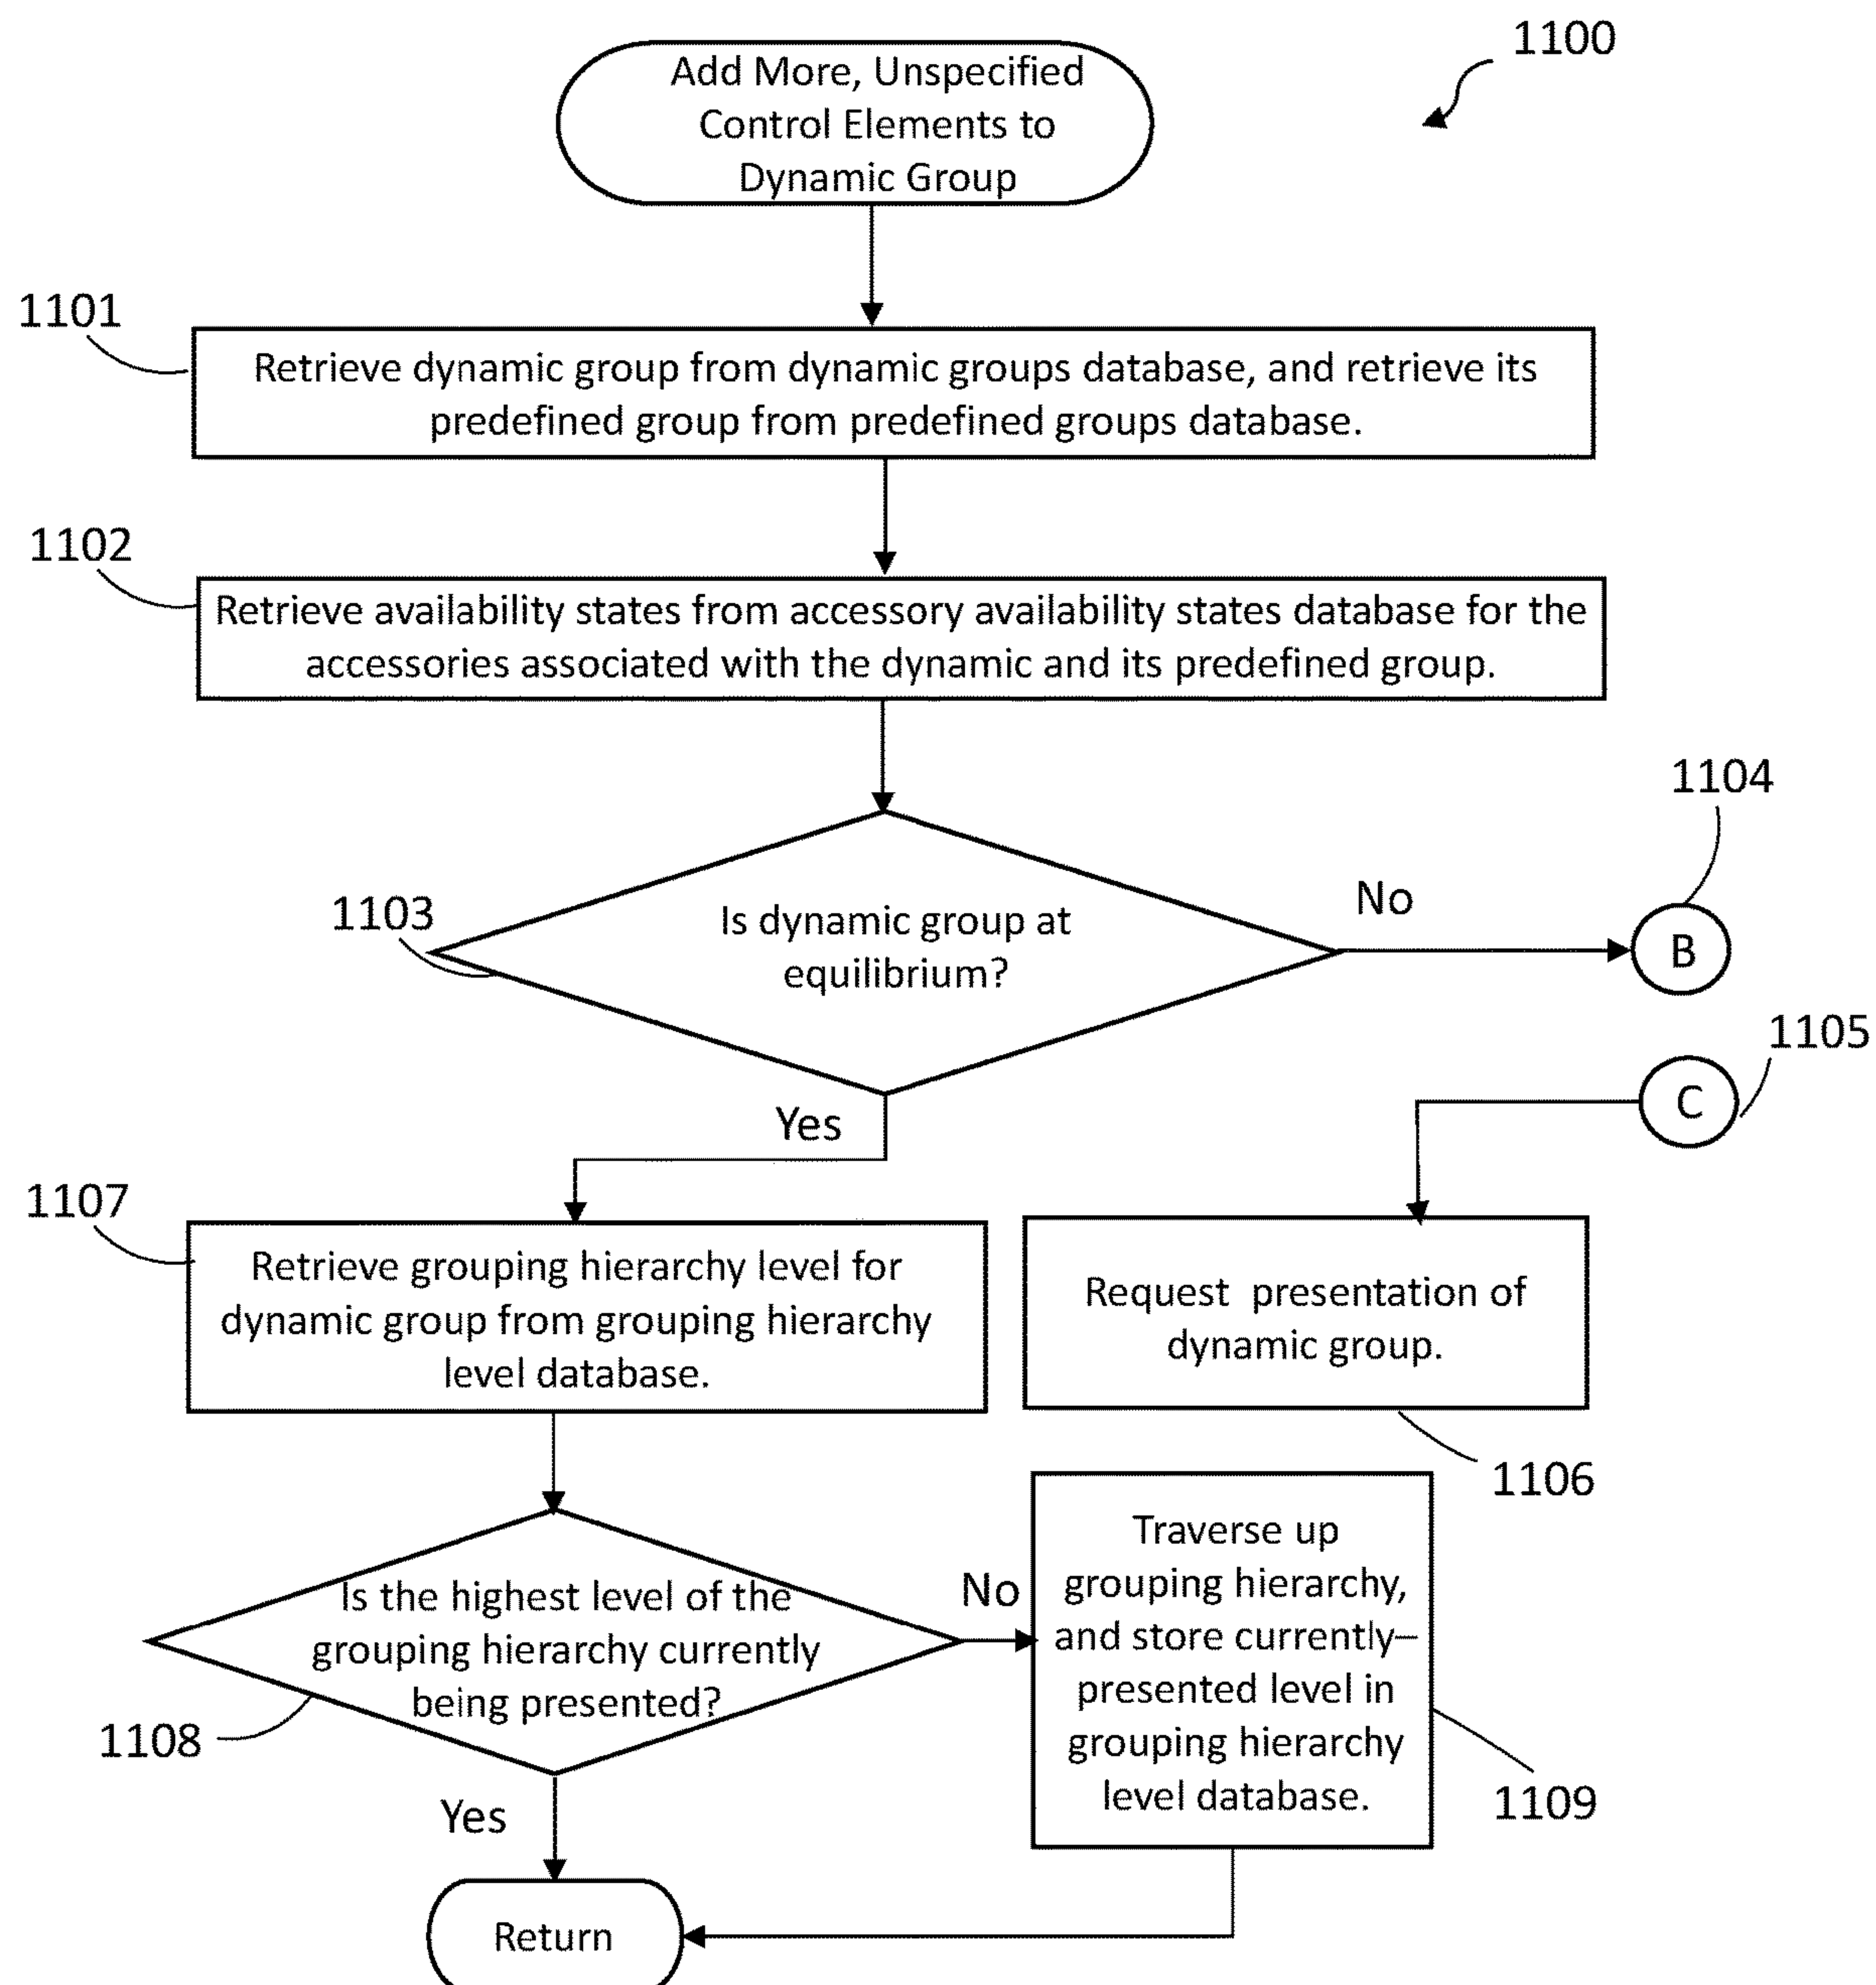 1100
Add More, Unspecified
Control Elements to
Dynamic Group
1101
Retrieve dynamic group from dynamic groups database, and retrieve its
predefined group from predefined groups database.
1102
Retrieve availability states from accessory availability states database for the
accessories associated with the dynamic and its predefined group.
1104
1103
Is dynamic group at
equilibrium?
No
B
1105
C
Yes
1107
Retrieve grouping hierarchy level for
dynamic group from grouping hierarchy
level database.
Request presentation of
dynamic group.
1106
1108
Is the highest level of the
grouping hierarchy currently
being presented?
No
Traverse up
grouping hierarchy,
and store currently–
presented level in
grouping hierarchy
level database.
1109
Yes
Return